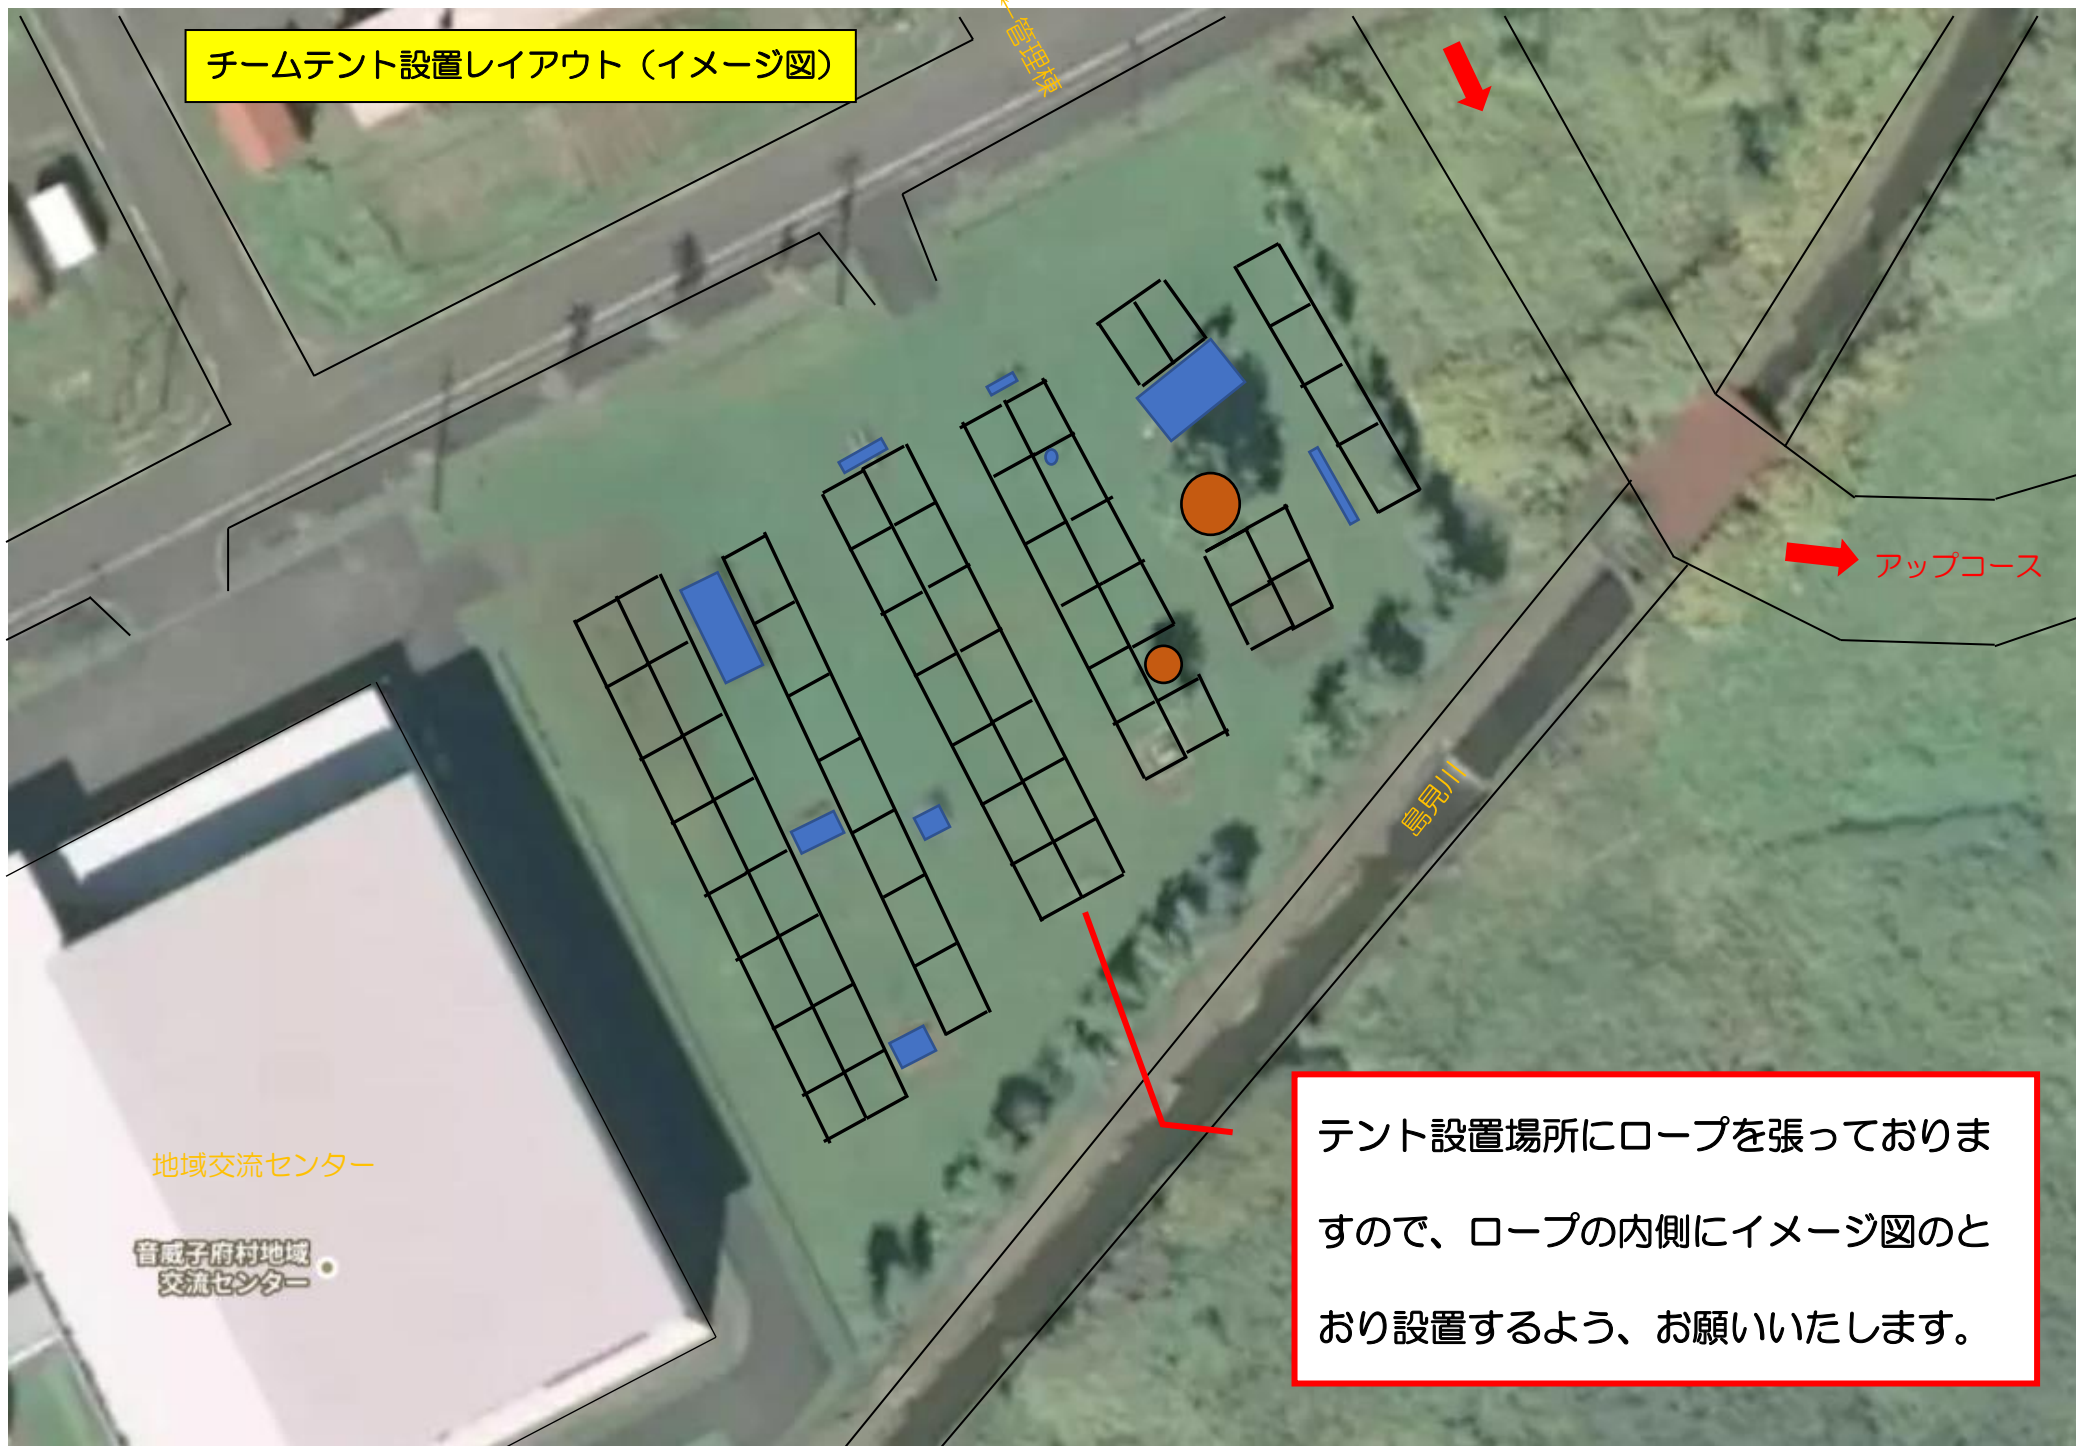 チームテント設置レイアウト（イメージ図）
管理棟
アップコース
島見川
テント設置場所にロープを張っておりま
すので、ロープの内側にイメージ図のと
おり設置するよう、お願いいたします。
地域交流センター
音威子府村地域
交流センター